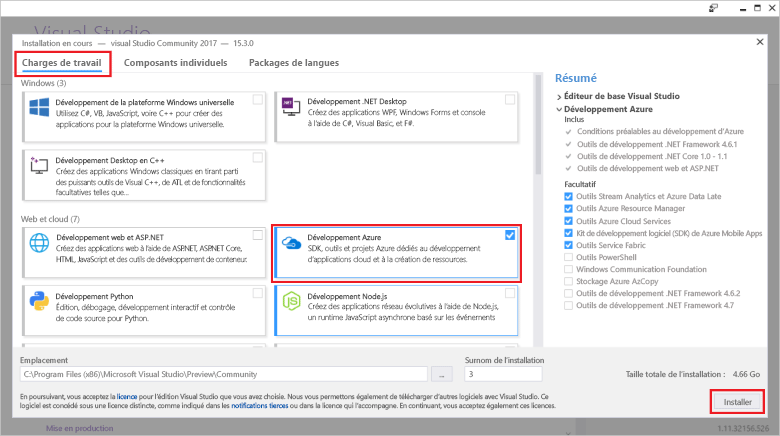 Visual Studio
Installation en cours — visual Studio Community 2017 — 15.3.0
Charges de travail
Composants individuels
Packages de langues
Windows (3)
Développement de la plateforme Windows universelle
Utilisez C#, VB, JavaScript, voire C++ pour créer des
applications pour la plateforme Windows universelle.
.NET
Développement .NET Desktop
Créez des applications WPF, Windows Forms et console
à l'aide de C#, Visual Basic, et F#.
Développement Desktop en C++
Créez des applications Windows classiques en tirant parti
des puissants outils de Visual C++, de ATL et de fonctionnalités
facultatives telles que...
Web et cloud (7)
Développement web et ASP.NET
Créez des applications web à l'aide de ASP.NET, ASP.NET Core,
HTML, JavaScript et des outils de développement de conteneur.
Développement Azure
SDK, outils et projets Azure dédiés au développement
d'applications cloud et à la création de ressources.
Développement Python
Édition, débogage, développement interactif et contrôle
de code source pour Python.
Développement Node.js
Créez des applications réseau évolutives à l'aide de Node.js,
un runtime JavaScript asynchrone basé sur les événements
Résumé
Éditeur de base Visual Studio
Développement Azure
Inclus
Conditions préalables au développement d'Azure
Outils de développement .NET Framework 4.6.1
Outils de développement .NET Core 1.0 - 1.1
Outils de développement web et ASP.NET
Facultatif
Outils Stream Analytics et Azure Data Late
Outils Azure Resource Manager
Outils Azure Cloud Services
Kit de développement logiciel (SDK) de Azure Mobile Apps
Outils Service Fabric
Outils PowerShell
Windows Communication Foundation
Stockage Azure AzCopy
Outils de développement .NET Framework 4.6.2
Outils de développement .NET Framework 4.7
Emplacement
C:\Program Files (x86)\Microsoft Visual Studio\Preview\Community
...
Surnom de l'installation
3
Taille totale de l'installation : 4.66 Go
En poursuivant, vous acceptez la licence pour l'édition Visual Studio que vous avez choisie. Nous vous permettons également de télécharger d'autres logiciels avec Visual Studio. Ce
logiciel est concédé sous une licence distincte, comme indiqué dans les notifications tierces ou dans la licence qui l'accompagne. En continuant, vous acceptez également ces licences.
Installer
Mise en production
1.11.32156.526